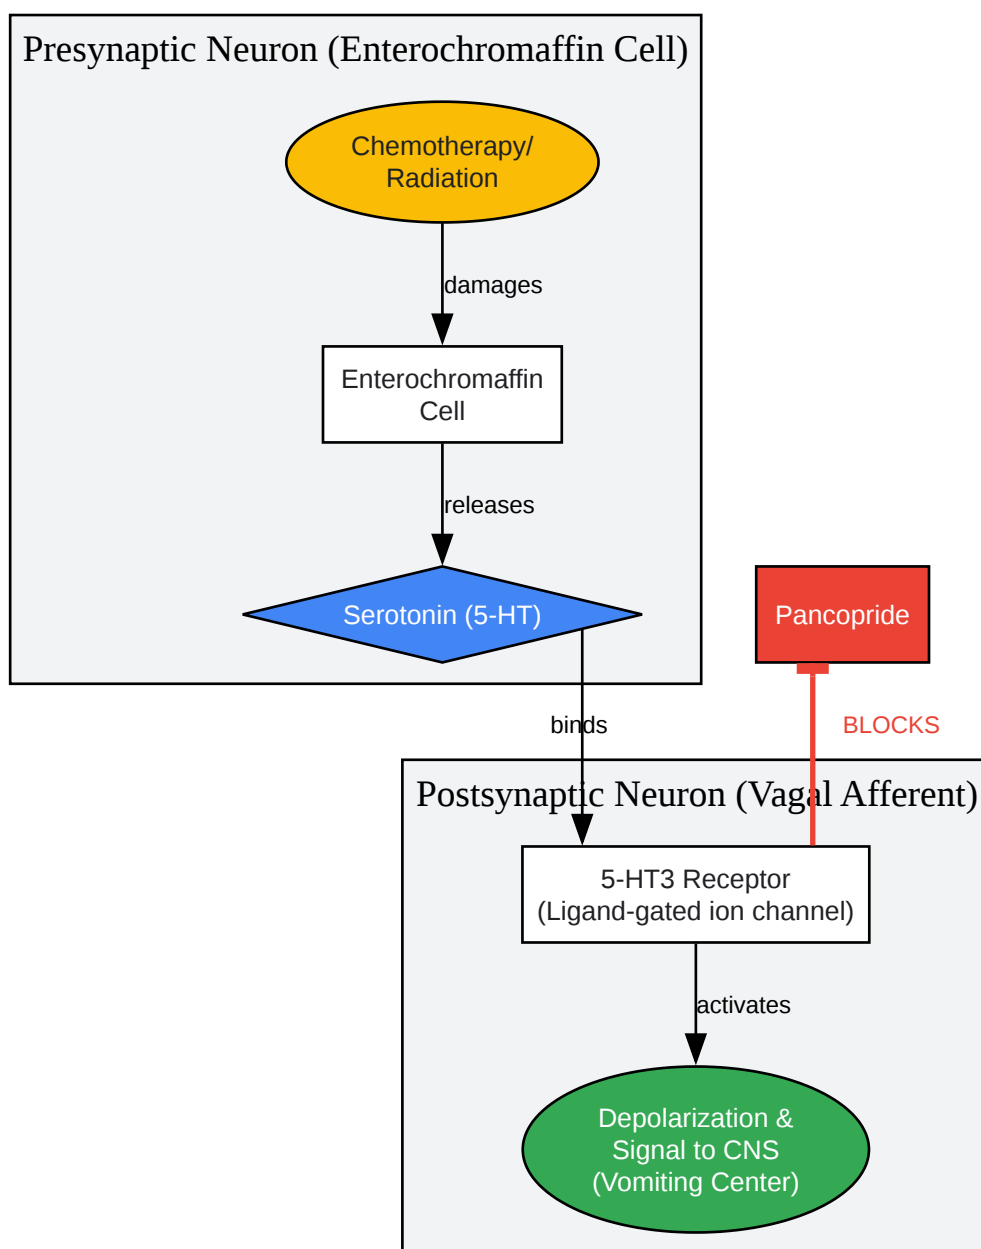 Presynaptic Neuron (Enterochromaffin Cell)
Chemotherapy/
Radiation
damages
Enterochromaffin
Cell
releases
Serotonin (5-HT)
Pancopride
binds
BLOCKS
Postsynaptic Neuron (Vagal Afferent)
5-HT3 Receptor
(Ligand-gated ion channel)
activates
Depolarization &
Signal to CNS
(Vomiting Center)